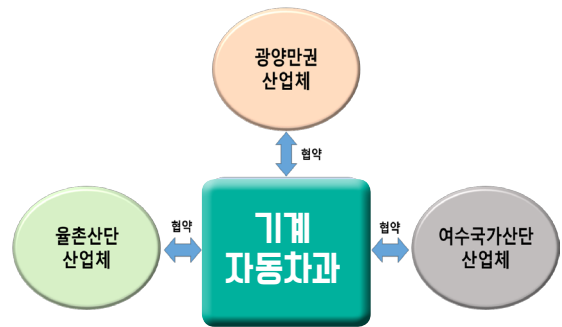 광양만권
산업체
협약
율촌산단
산업체
협약
기계
자동차과
협약
여수국가산단
산업체